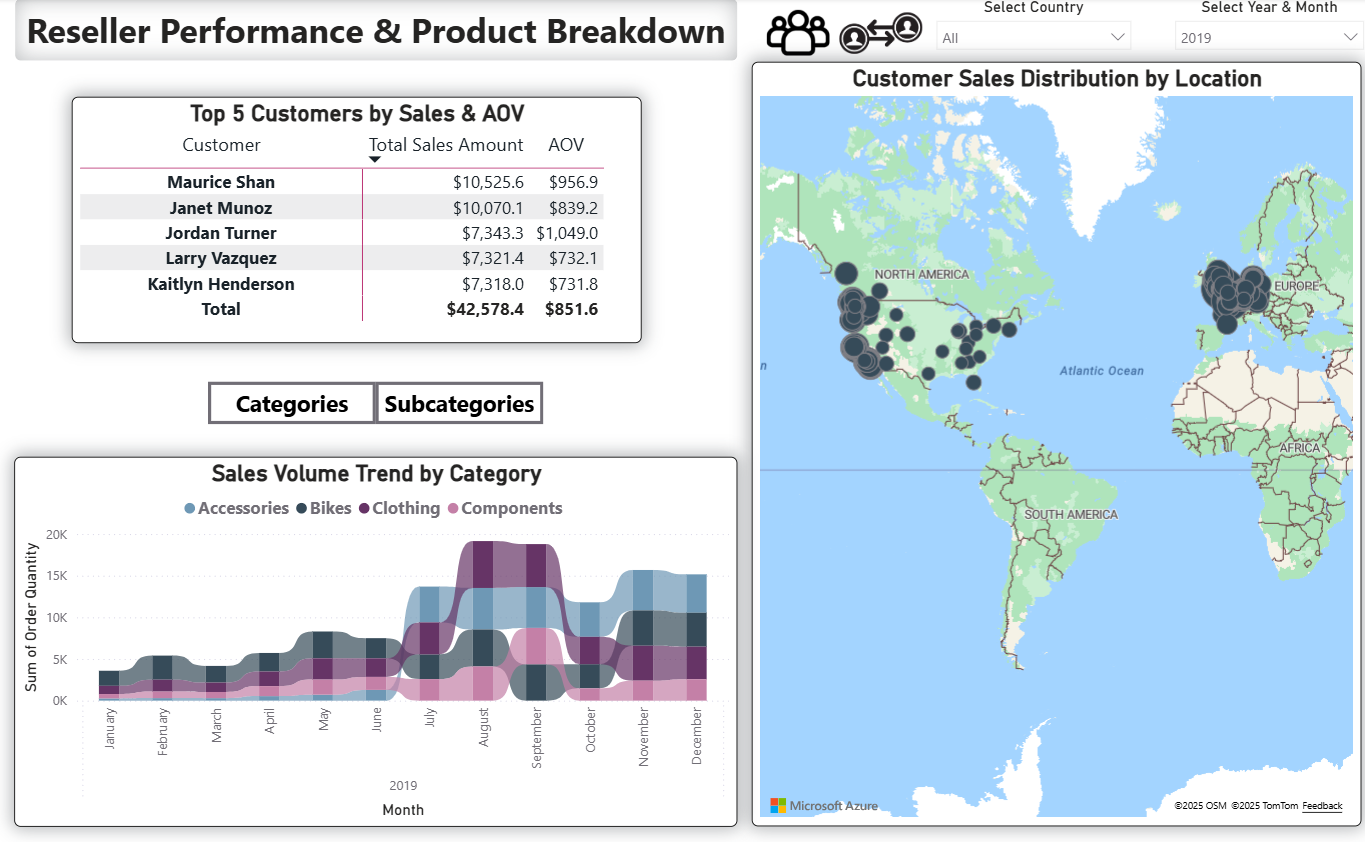 Reseller Performance & Product Breakdown
Select Country
All
Select Year & Month
2019
Top 5 Customers by Sales & AOV
Customer Total Sales Amount AOV
Maurice Shan $10,525.6 $956.9
Janet Munoz $10,070.1 $839.2
Jordan Turner $7,343.3 $1,049.0
Larry Vazquez $7,321.4 $732.1
Kaitlyn Henderson $7,318.0 $731.8
Total $42,578.4 $851.6
Categories Subcategories
Sales Volume Trend by Category
Accessories Bikes Clothing Components
Sum of Order Quantity
20K
15K
10K
5K
0K
January February March April May June July August September October November December
2019
Month
Customer Sales Distribution by Location
NORTH AMERICA
EUROPE
n
Atlantic Ocean
AFRICA
SOUTH AMERICA
Microsoft Azure
©2025 OSM ©2025 TomTom Feedback